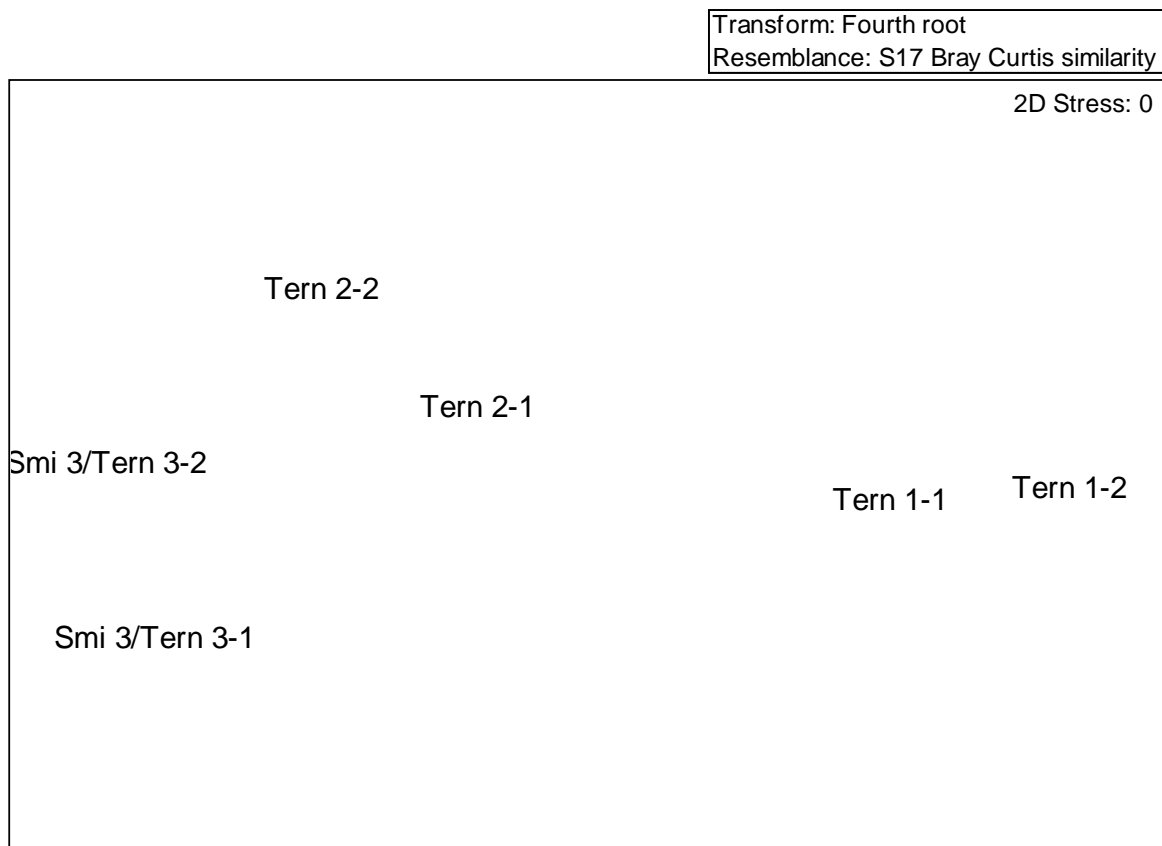 Transform: Fourth root
Resemblance: S17 Bray Curtis similarity
2D Stress: 0
Tern 2-2
Tern 2-1
Smi 3/Tern 3-2
Tern 1-1
Tern 1-2
Smi 3/Tern 3-1